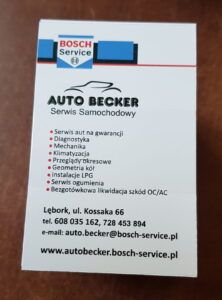 BOSCH
Service
AUTO BECKER
Serwis Samochodowy
Serwis aut na gwarancji
Diagnostyka
Mechanika
Klimatyzacja
Przeglądy okresowe
Geometria kół
Instalacje LPG
Serwis ogumienia
Bezgotówkowa likwidacja szkód OC/AC
Lębork, ul. Kossaka 66
tel. 608 035 162, 728 453 894
e-mail: auto.becker@bosch-service.pl
www.autobecker.bosch-service.pl